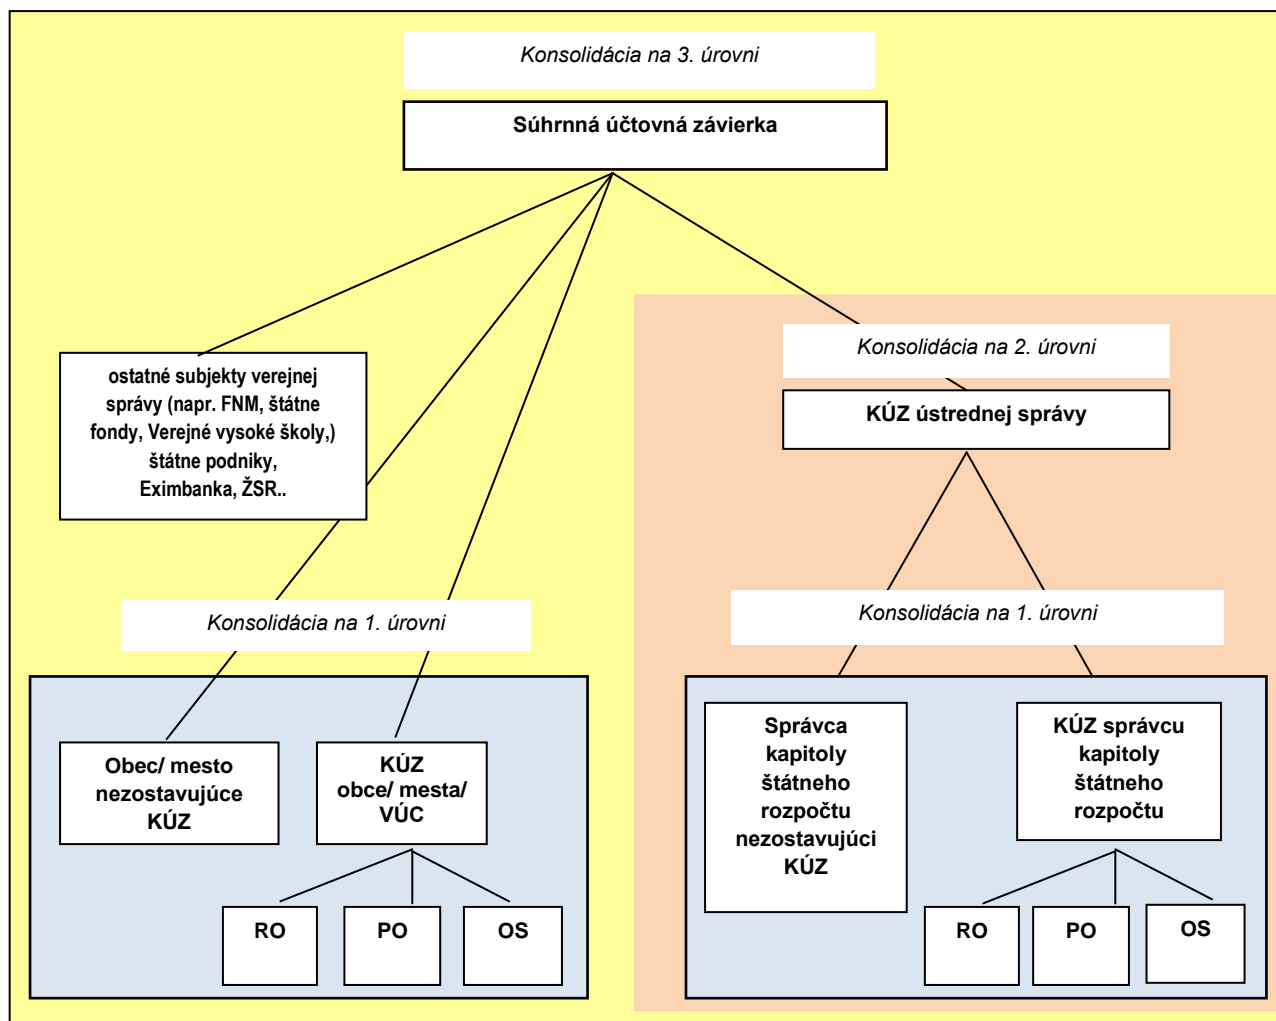 Konsolidácia na 3. úrovni
Súhrnná účtovná závierka
Konsolidácia na 2. úrovni
ostatné subjekty verejnej
správy (napr. FNM, štátne
fondy, Verejné vysoké školy,)
štátne podniky,
Eximbanka, ŽSR..
KÚZ ústrednej správy
Konsolidácia na 1. úrovni
Konsolidácia na 1. úrovni
Obec/ mesto
nezostavujúce
KÚZ
KÚZ
obce/ mesta/
VÚC
RO
PO
OS
Správca
kapitoly
štátneho
rozpočtu
nezostavujúci
KÚZ
KÚZ správcu
kapitoly
štátneho
rozpočtu
RO
PO
OS